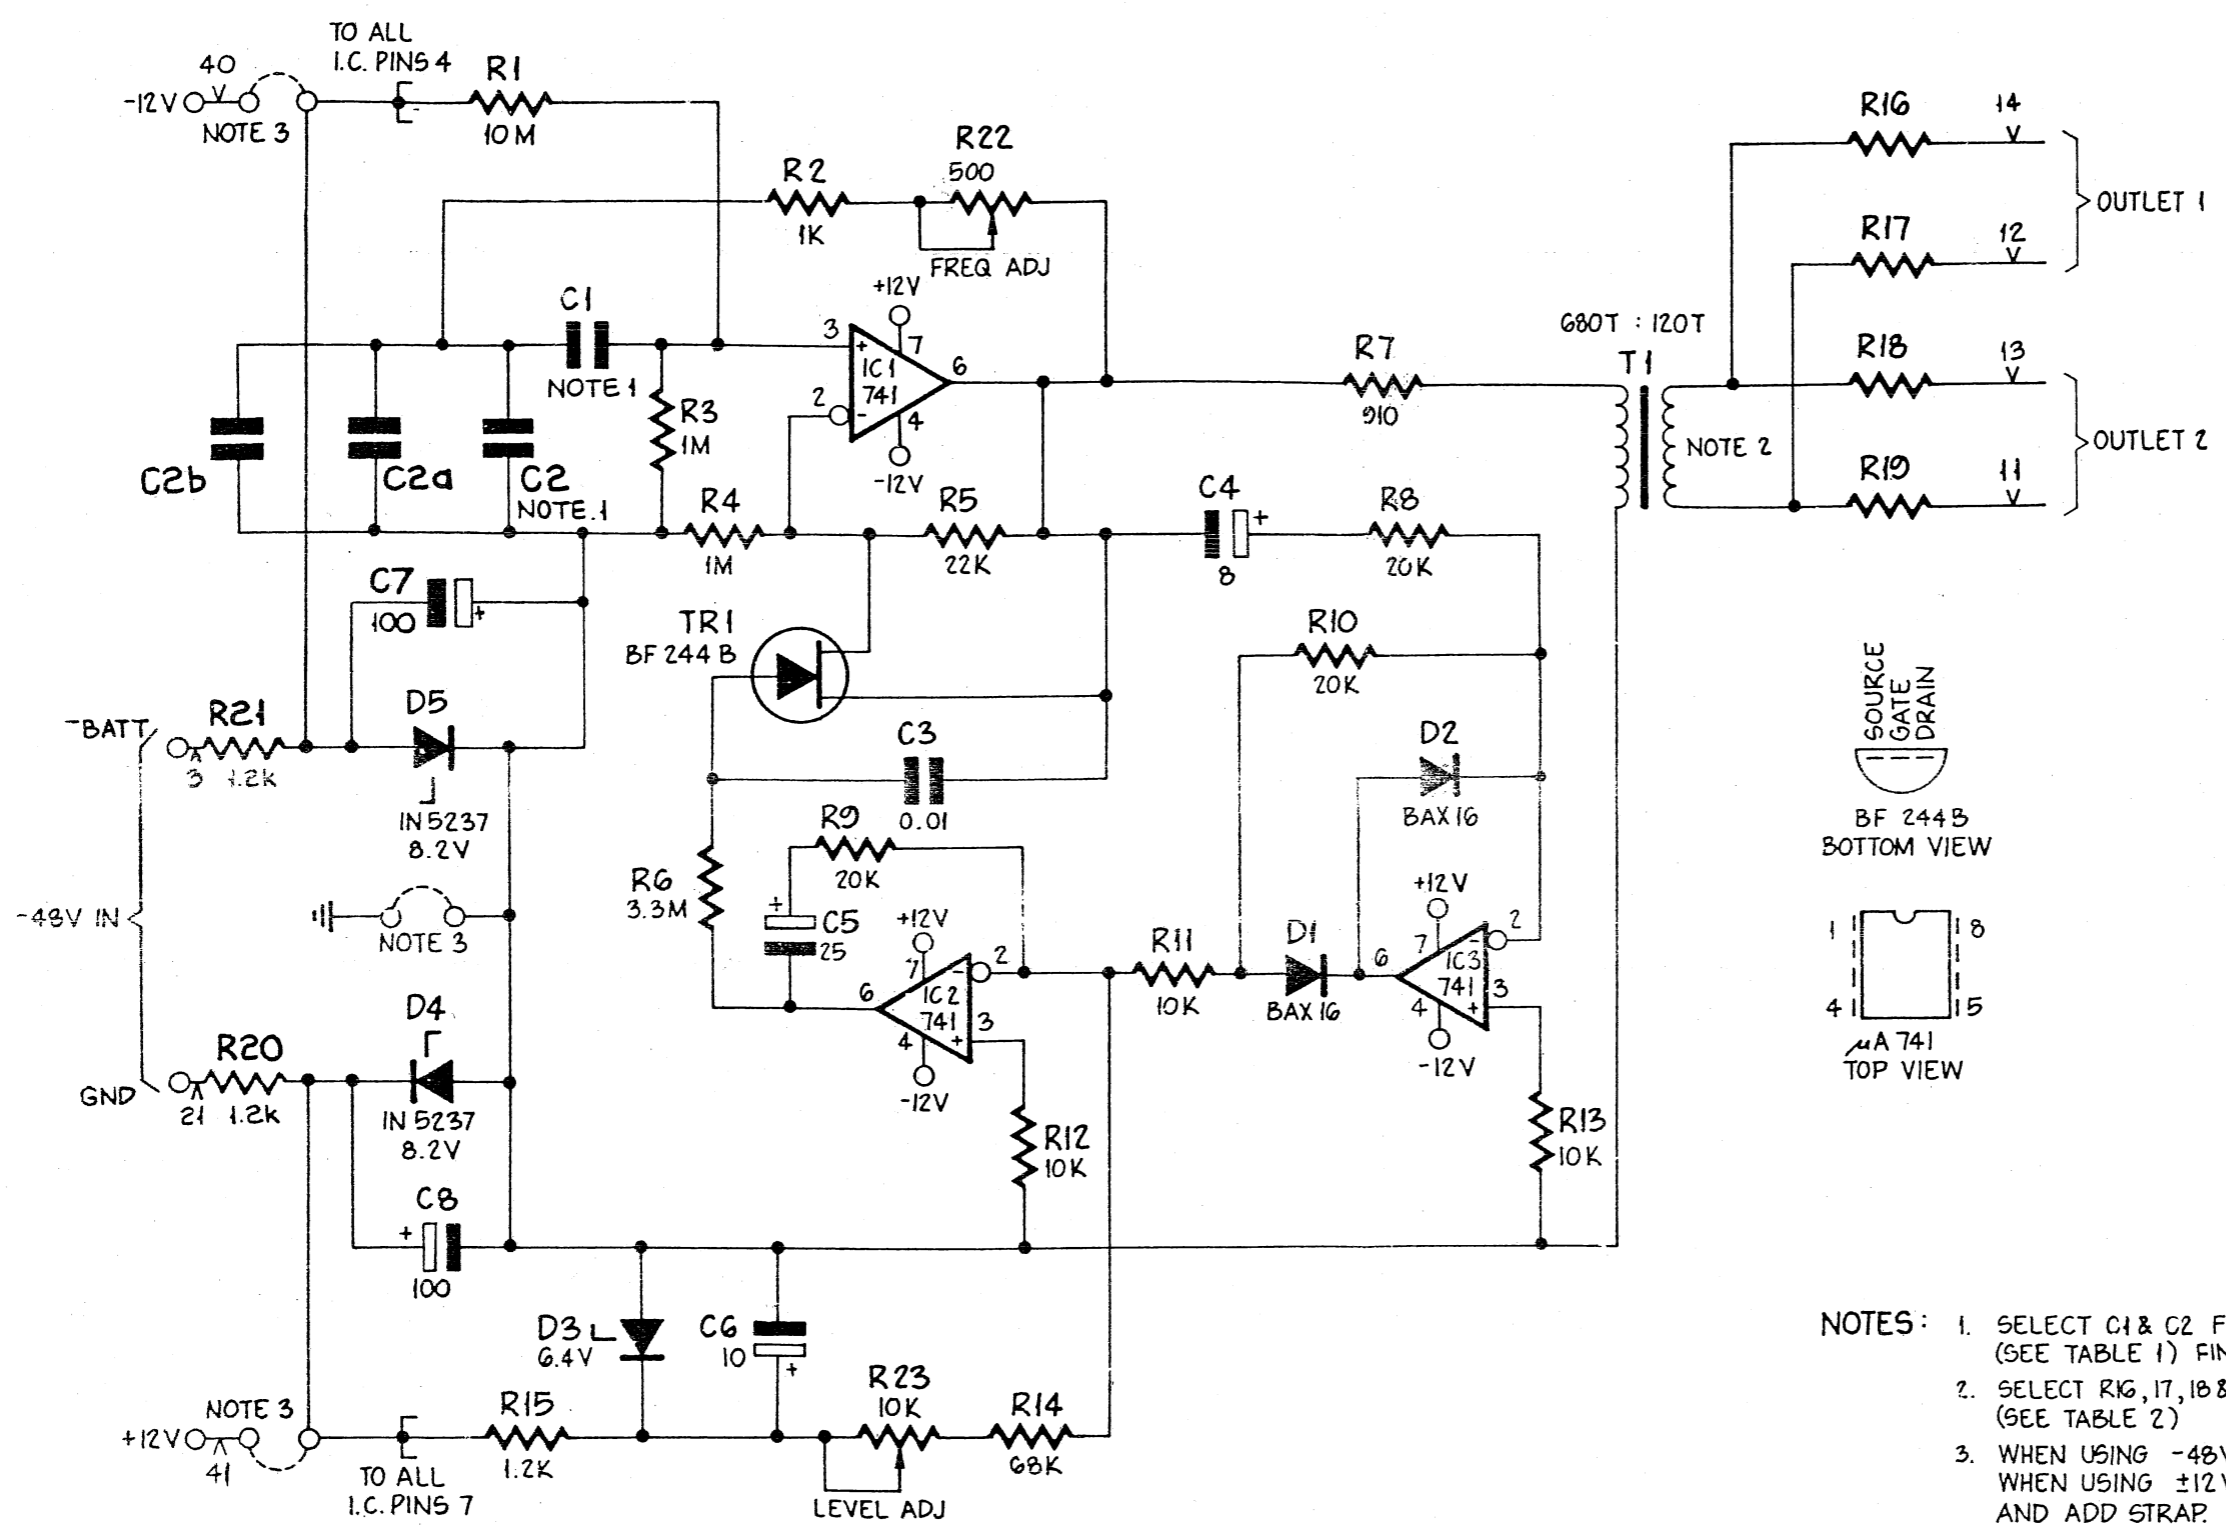 TO ALL
I.C. PINS 4
40
-12V
NOTE 3
R1
10M
R2
1K
R22
500
FREQ ADJ
R16
14
R17
12
OUTLET 1
C1
NOTE 1
+12V
3
7
+
IC1
741
6
2
-
4
-12V
R3
1M
C2b
C2a
C2
NOTE.1
R7
910
680T : 120T
T1
NOTE 2
R18
13
R19
11
OUTLET 2
R4
1M
R5
22K
C4
+
8
R8
20K
C7
100
+
TR1
BF 244 B
R10
20K
-BATT
R21
3
1.2K
D5
IN 5237
8.2V
C3
0.01
D2
BAX 16
SOURCE
GATE
DRAIN
BF 244B
BOTTOM VIEW
-48V IN
NOTE 3
R6
3.3M
R9
20K
+
C5
25
+12V
7
2
-
IC2
741
6
3
+
4
-12V
R11
10K
D1
BAX 16
+12V
7
2
-
IC3
741
6
3
+
4
-12V
1
8
4
5
µA 741
TOP VIEW
GND
R20
21
1.2K
D4
IN 5237
8.2V
R12
10K
R13
10K
C8
+
100
D3
6.4V
C6
10
+
NOTE 3
+12V
41
TO ALL
I.C. PINS 7
R15
1.2K
R23
10K
LEVEL ADJ
R14
68K
NOTES: 1. SELECT C1 & C2 F
(SEE TABLE 1) FIN
2. SELECT R16, 17, 18 &
(SEE TABLE 2)
3. WHEN USING -48V
WHEN USING ±12V
AND ADD STRAP.